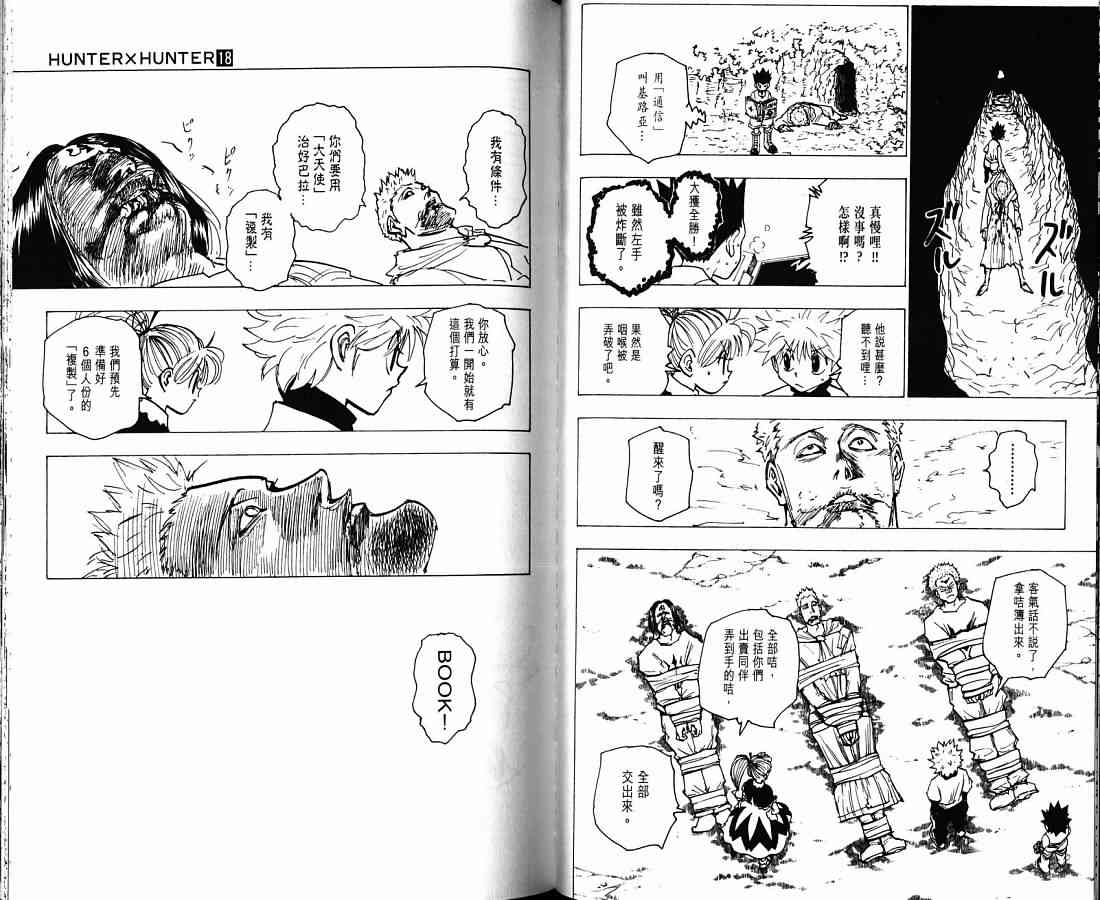 ズ
ズル
用「通信」
叫基路亞…
真慢哩!!
沒事嗎?
怎樣啊!?
大獲全勝!
雖然左手
被炸斷了。
他說甚麼?
聽不到哩…
果然是
咽喉被
弄破了吧。
…………
醒來了嗎?
客氣話不說了,
拿咭簿出來。
全部咭,
包括你們
出賣同伴
弄到手的咭,
全部
交出來。
HUNTER×HUNTER18
我有條件…
你們要用
「大天使」
治好巴拉…
我有
「複製」…
ピクッ
ピクッ
你放心。
我們一開始就有
這個打算。
我們預先
準備好
6個人份的
「複製」了。
BOOK!